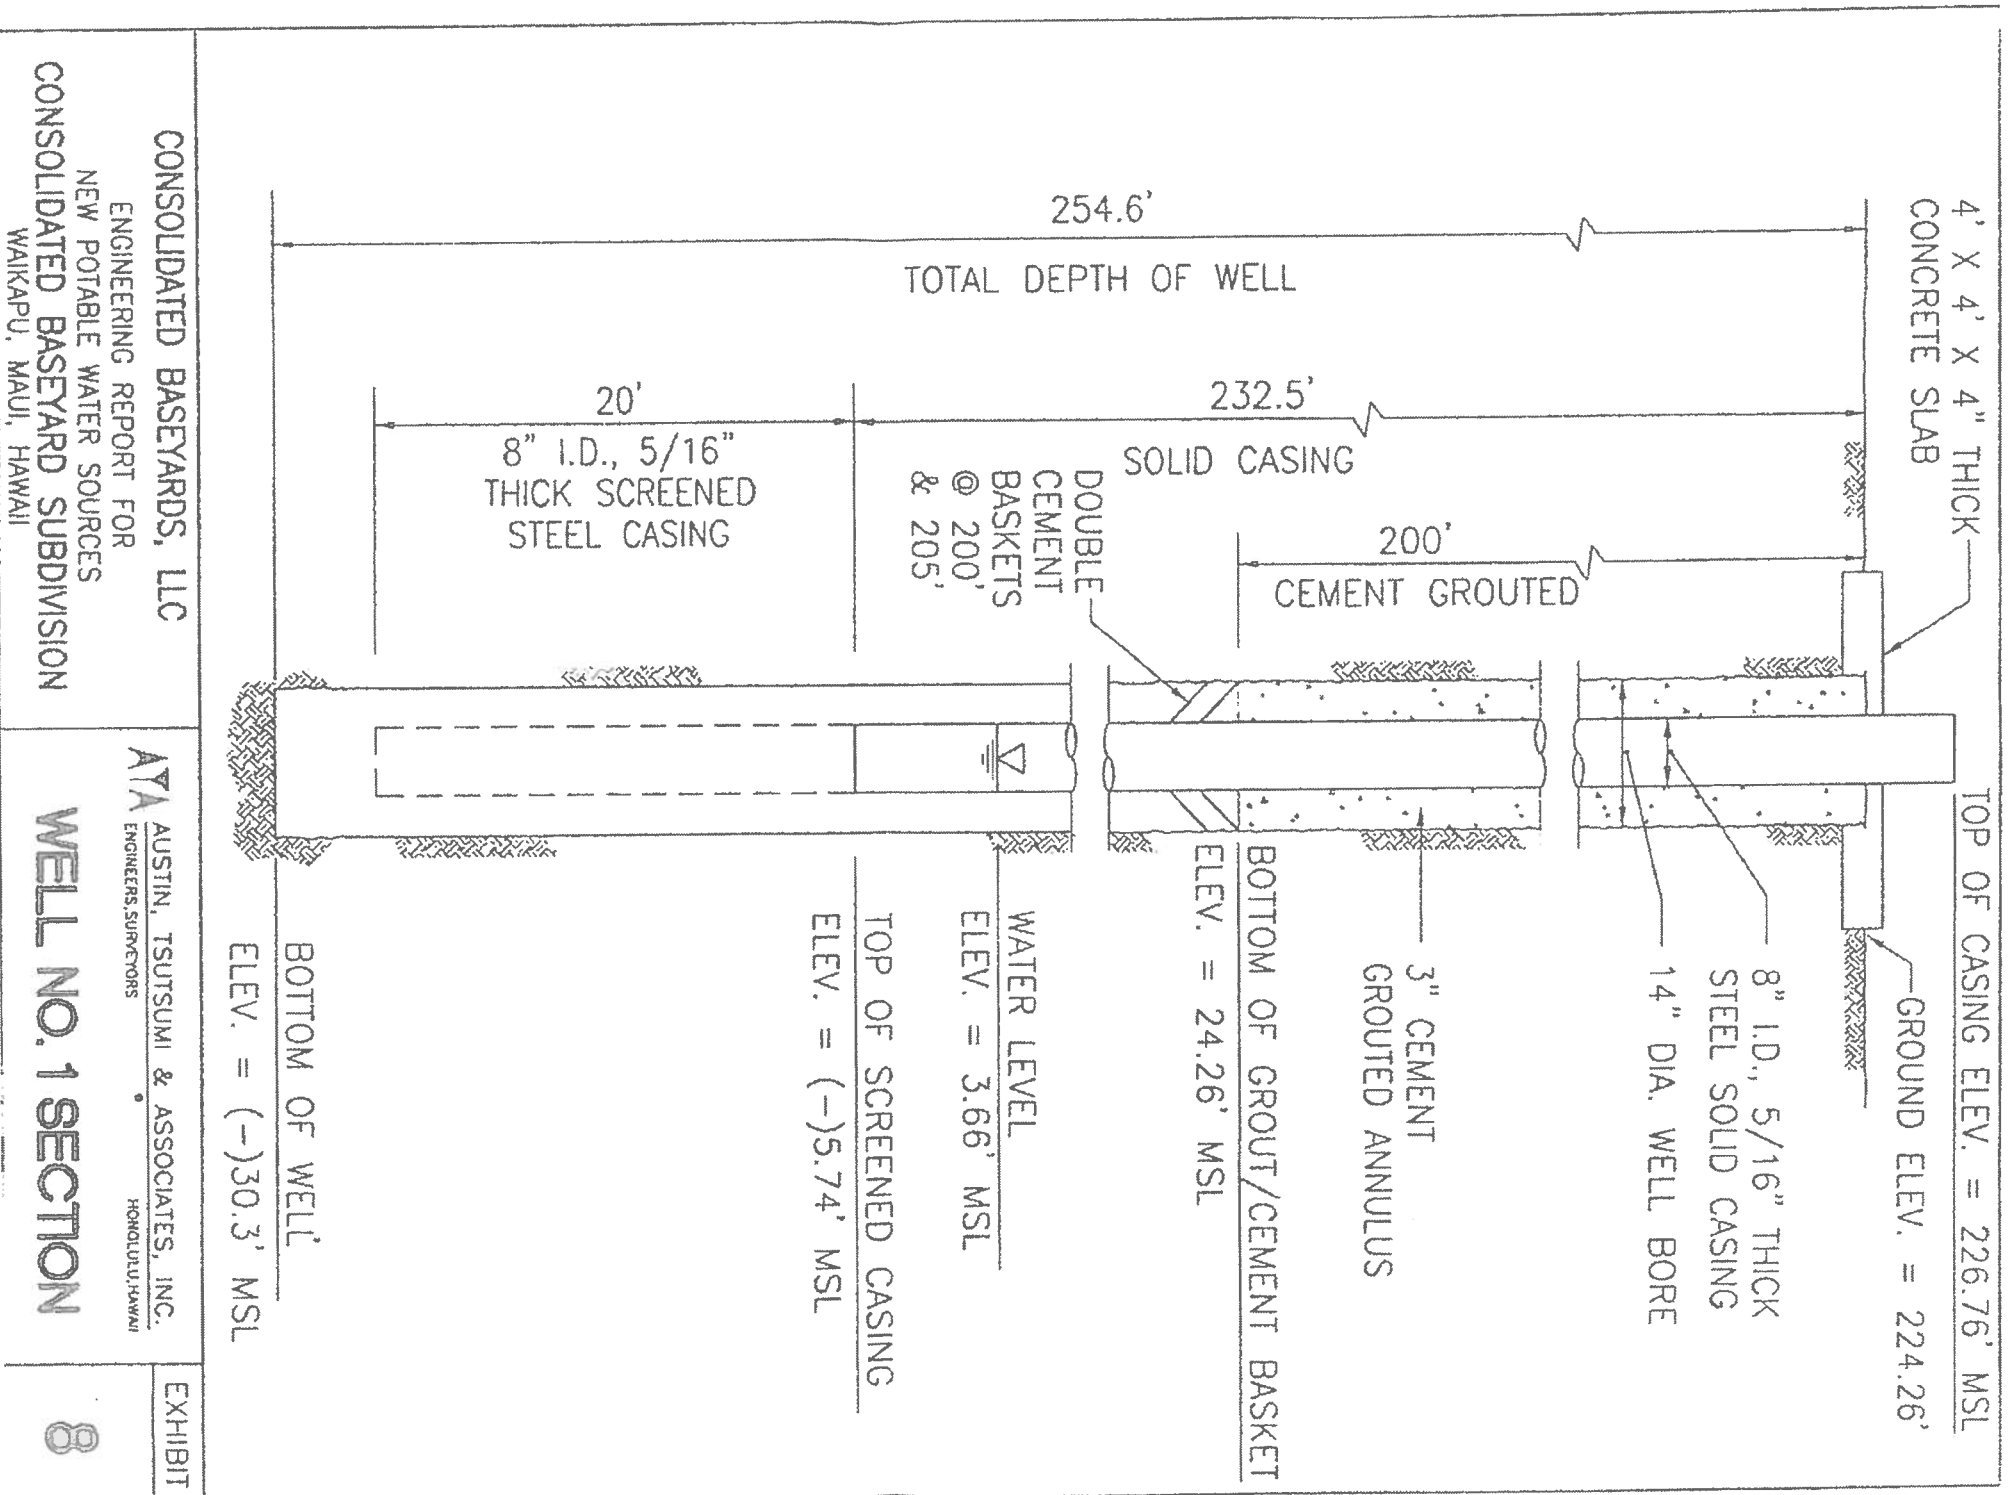 4' X 4' X 4" THICK
CONCRETE SLAB
TOP OF CASING ELEV. = 226.76' MSL
GROUND ELEV. = 224.26'
8" I.D., 5/16" THICK
STEEL SOLID CASING
14" DIA. WELL BORE
254.6'
TOTAL DEPTH OF WELL
232.5'
SOLID CASING
200'
CEMENT GROUTED
3" CEMENT
GROUTED ANNULUS
BOTTOM OF GROUT/CEMENT BASKET
ELEV. = 24.26' MSL
DOUBLE
CEMENT
BASKETS
@ 200'
& 205'
WATER LEVEL
ELEV. = 3.66' MSL
TOP OF SCREENED CASING
ELEV. = (-)5.74' MSL
20'
8" I.D., 5/16"
THICK SCREENED
STEEL CASING
BOTTOM OF WELL
ELEV. = (-)30.3' MSL
CONSOLIDATED BASEYARDS, LLC
ENGINEERING REPORT FOR
NEW POTABLE WATER SOURCES
CONSOLIDATED BASEYARD SUBDIVISION
WAIKAPU, MAUI, HAWAII
ATA AUSTIN, TSUTSUMI & ASSOCIATES, INC.
ENGINEERS, SURVEYORS HONOLULU, HAWAII
WELL NO. 1 SECTION
EXHIBIT
8